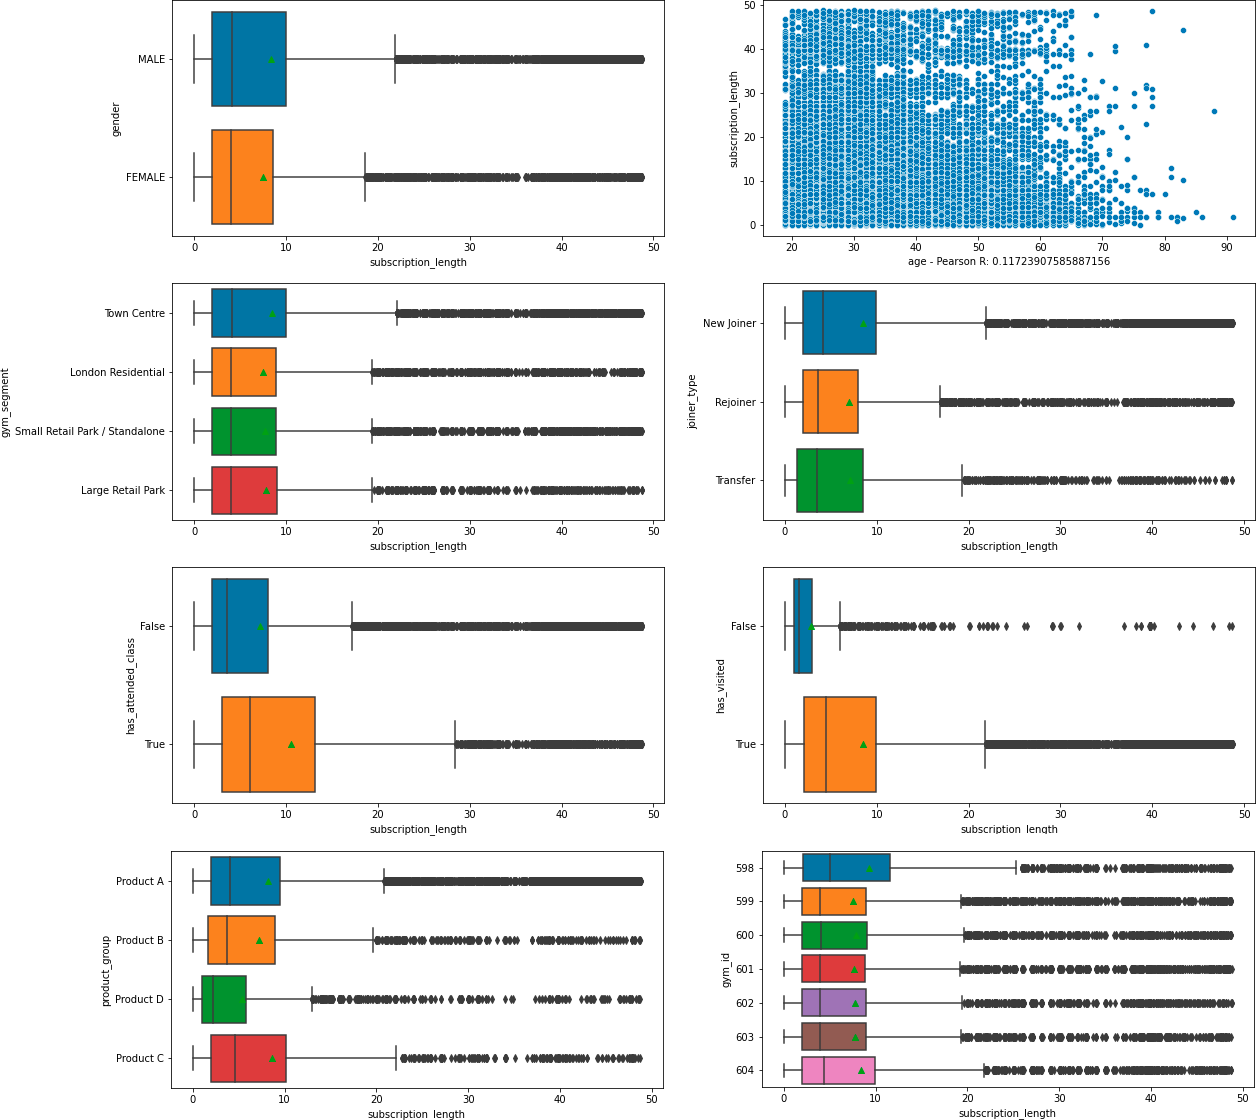 gender
MALE
FEMALE
0 10 20 30 40 50
subscription_length
subscription_length
50
40
30
20
10
0
20 30 40 50 60 70 80 90
age - Pearson R: 0.11723907585887156
gym_segment
Town Centre
London Residential
Small Retail Park / Standalone
Large Retail Park
0 10 20 30 40 50
subscription_length
joiner_type
New Joiner
Rejoiner
Transfer
0 10 20 30 40 50
subscription_length
has_attended_class
False
True
0 10 20 30 40 50
subscription_length
has_visited
False
True
0 10 20 30 40 50
subscription_length
product_group
Product A
Product B
Product D
Product C
0 10 20 30 40 50
subscription_length
gym_id
598
599
600
601
602
603
604
0 10 20 30 40 50
subscription_length